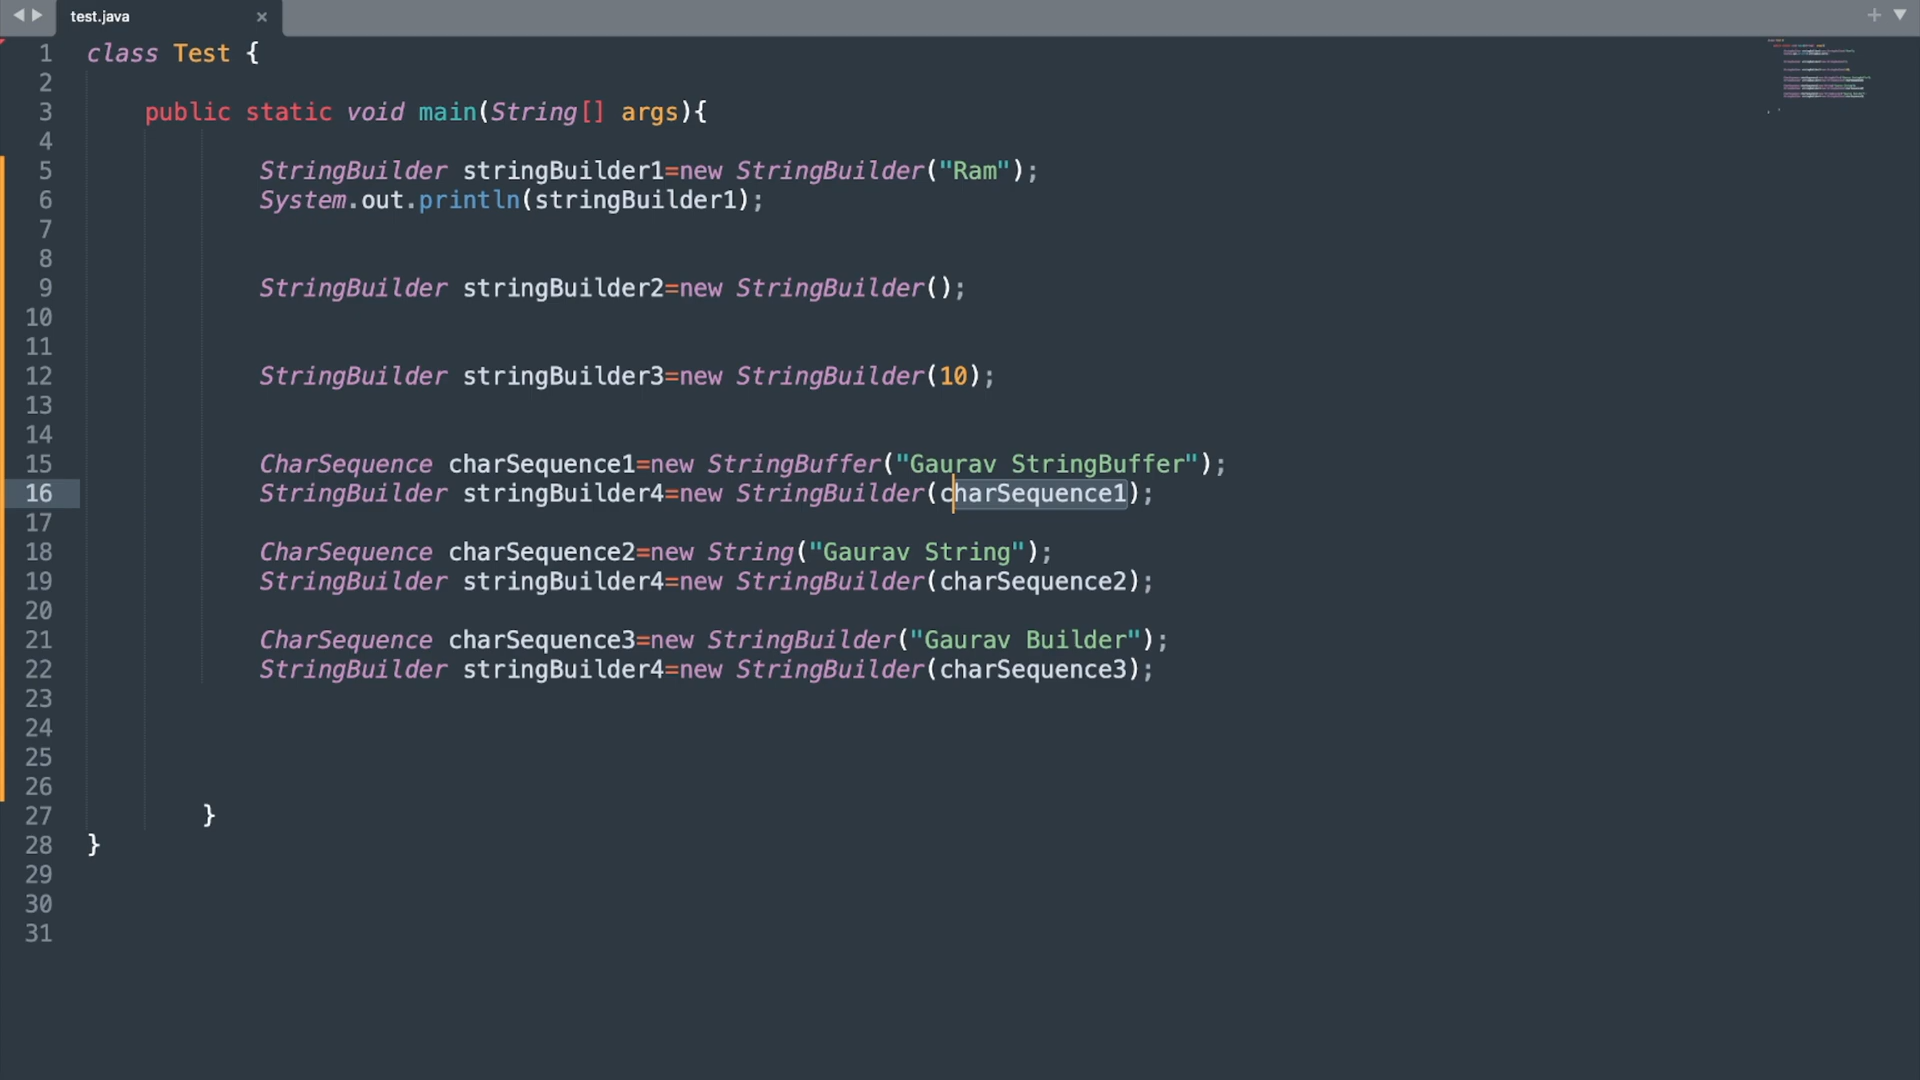 test.java
1 class Test {
2
3 public static void main(String[] args){
4
5 StringBuilder stringBuilder1=new StringBuilder("Ram");
6 System.out.println(stringBuilder1);
7
8
9 StringBuilder stringBuilder2=new StringBuilder();
10
11
12 StringBuilder stringBuilder3=new StringBuilder(10);
13
14
15 CharSequence charSequence1=new StringBuffer("Gaurav StringBuffer");
16 StringBuilder stringBuilder4=new StringBuilder(charSequence1);
17
18 CharSequence charSequence2=new String("Gaurav String");
19 StringBuilder stringBuilder4=new StringBuilder(charSequence2);
20
21 CharSequence charSequence3=new StringBuilder("Gaurav Builder");
22 StringBuilder stringBuilder4=new StringBuilder(charSequence3);
23
24
25
26
27 }
28 }
29
30
31